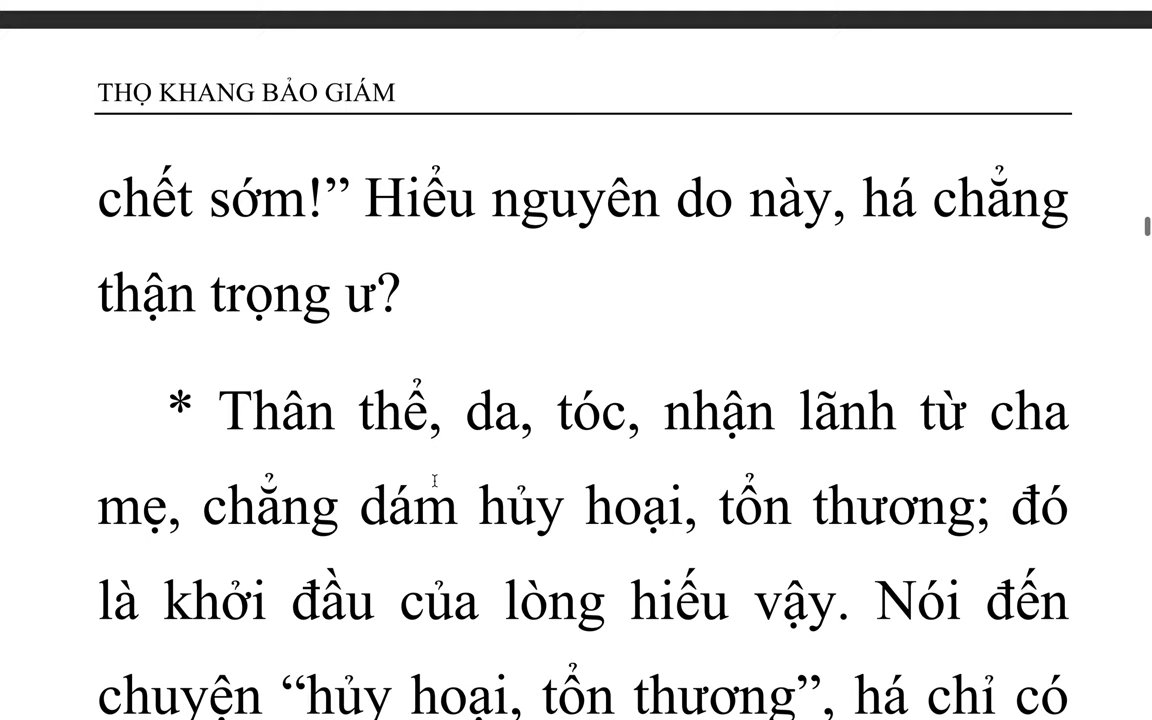 THỌ KHANG BẢO GIÁM
chết sớm!” Hiểu nguyên do này, há chẳng
thận trọng ư?
* Thân thể, da, tóc, nhận lãnh từ cha
mẹ, chẳng dám hủy hoại, tổn thương; đó
là khởi đầu của lòng hiếu vậy. Nói đến
chuyện “hủy hoại, tổn thương”, há chỉ có